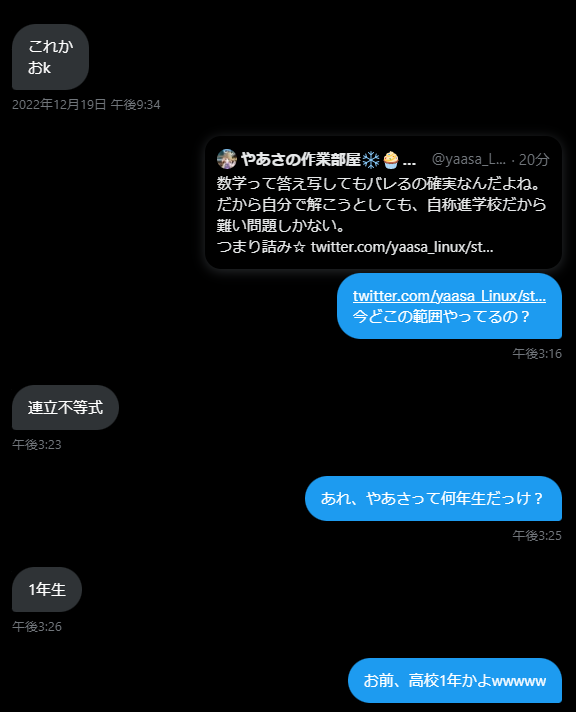 これか
おk
2022年12月19日 午後9:34
やあさの作業部屋❄️🧁 ... @yaasa_L... · 20分
数学って答え写してもバレるの確実なんだよね。
だから自分で解こうとしても、自称進学校だから
難い問題しかない。
つまり詰み☆ twitter.com/yaasa_linux/st...
twitter.com/yaasa_Linux/st...
今どこの範囲やってるの？
午後3:16
連立不等式
午後3:23
あれ、やあさって何年生だっけ？
午後3:25
1年生
午後3:26
お前、高校1年かよwwwww